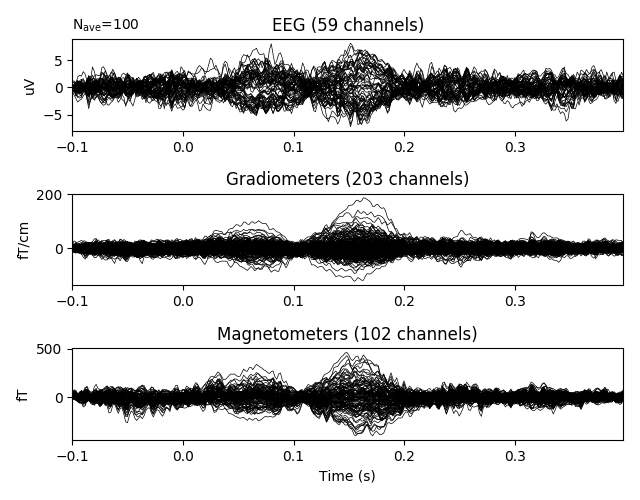 Nave=100
EEG (59 channels)
uV
5
0
−5
−0.1 0.0 0.1 0.2 0.3
Gradiometers (203 channels)
fT/cm
200
0
−0.1 0.0 0.1 0.2 0.3
Magnetometers (102 channels)
fT
500
0
−0.1 0.0 0.1 0.2 0.3
Time (s)